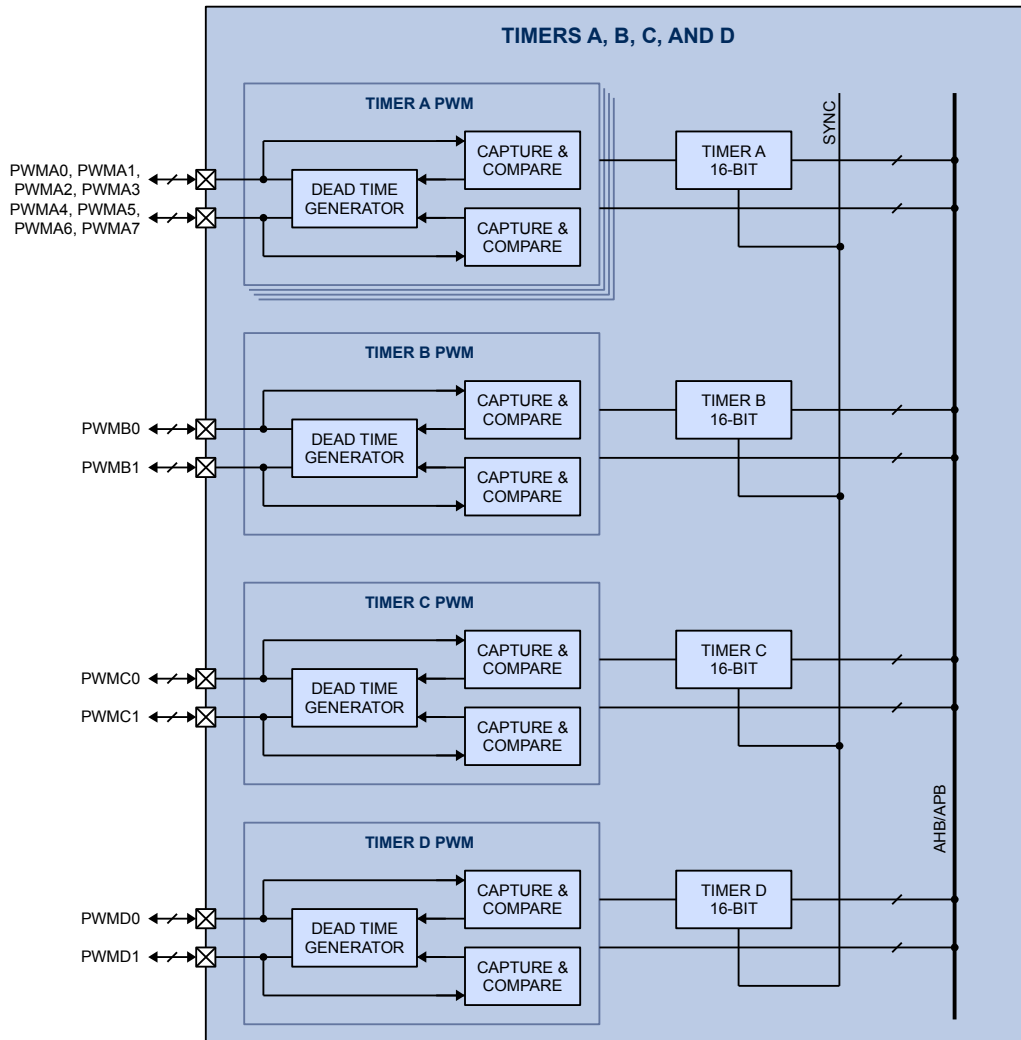 TIMERS A, B, C, AND D
TIMER A PWM
SYNC
CAPTURE &
COMPARE
TIMER A
16-BIT
PWMA0, PWMA1,
PWMA2, PWMA3
PWMA4, PWMA5,
PWMA6, PWMA7
DEAD TIME
GENERATOR
CAPTURE &
COMPARE
TIMER B PWM
CAPTURE &
COMPARE
TIMER B
16-BIT
PWMB0
DEAD TIME
GENERATOR
PWMB1
CAPTURE &
COMPARE
TIMER C PWM
CAPTURE &
COMPARE
TIMER C
16-BIT
PWMC0
DEAD TIME
GENERATOR
PWMC1
CAPTURE &
COMPARE
AHB/APB
TIMER D PWM
CAPTURE &
COMPARE
TIMER D
16-BIT
PWMD0
DEAD TIME
GENERATOR
PWMD1
CAPTURE &
COMPARE